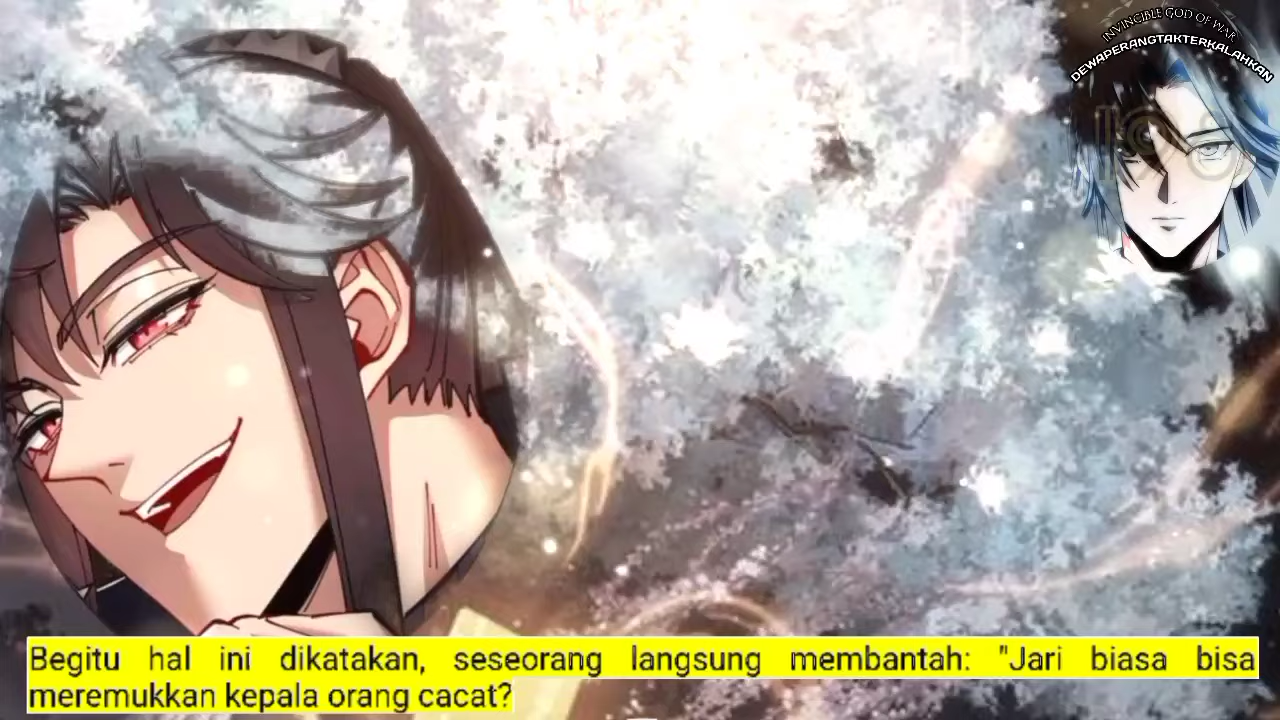 INVINCIBLE GOD OF WAR
DEWAPERANGTAKTERKALAHKAN
Begitu hal ini dikatakan, seseorang langsung membantah: "Jari biasa bisa
meremukkan kepala orang cacat?